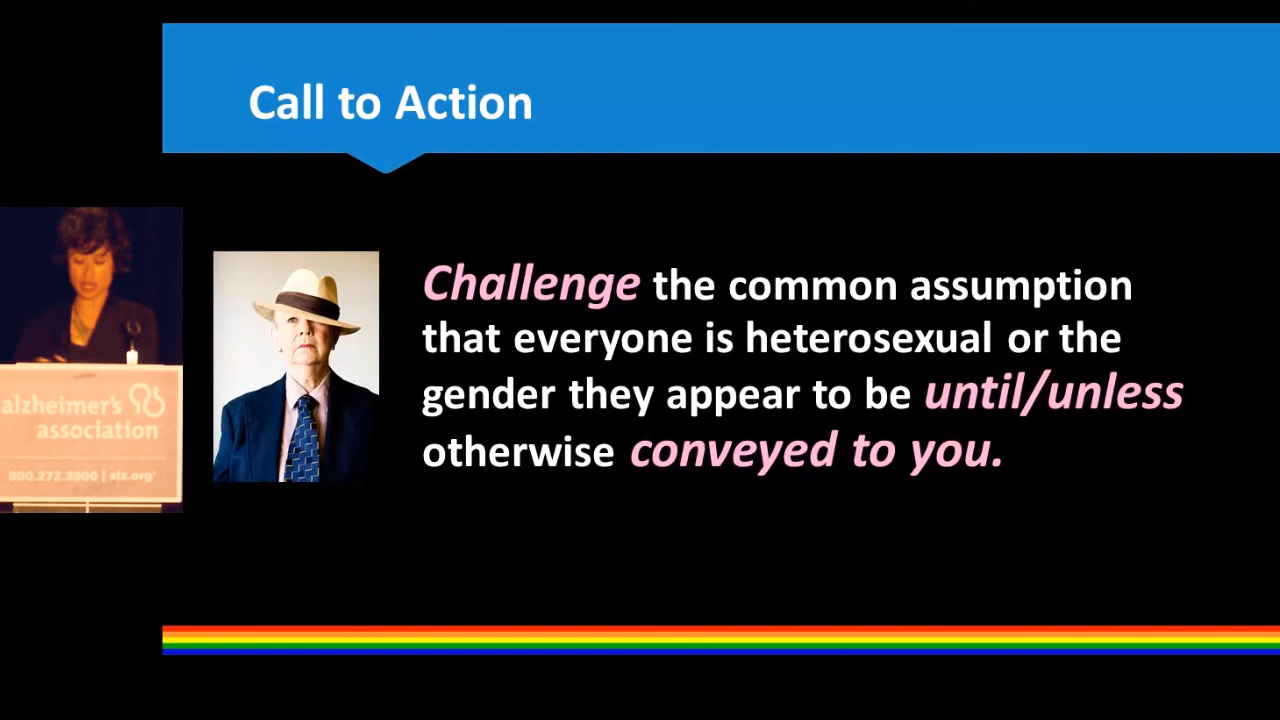 Call to Action
Challenge the common assumption
that everyone is heterosexual or the
gender they appear to be until/unless
otherwise conveyed to you.
alzheimer's
association
800.272.3900 | alz.org